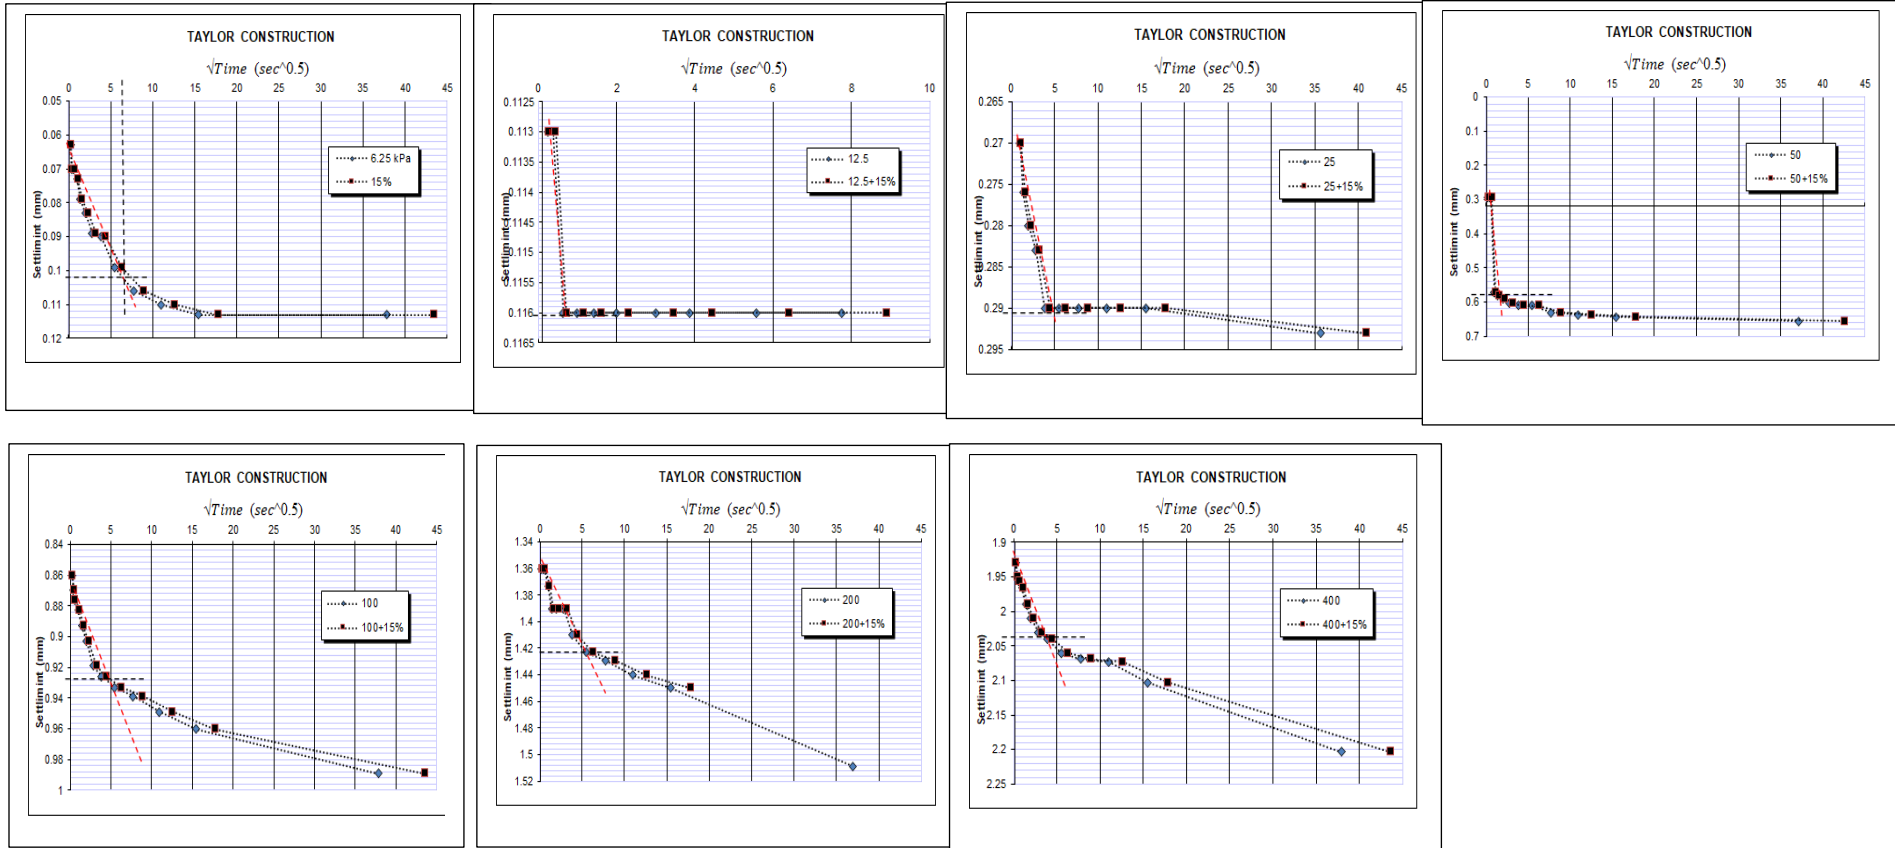 TAYLOR CONSTRUCTION
√Time (sec^0.5)
0 5 10 15 20 25 30 35 40 45
0.05
0.06
0.07
0.08
0.09
0.1
0.11
0.12
Settlimint (mm)
6.25 kPa
15%
TAYLOR CONSTRUCTION
√Time (sec^0.5)
0 2 4 6 8 10
0.1125
0.113
0.1135
0.114
0.1145
0.115
0.1155
0.116
0.1165
Settlimint (mm)
12.5
12.5+15%
TAYLOR CONSTRUCTION
√Time (sec^0.5)
0 5 10 15 20 25 30 35 40 45
0.265
0.27
0.275
0.28
0.285
0.29
0.295
Settlimint (mm)
25
25+15%
TAYLOR CONSTRUCTION
√Time (sec^0.5)
0 5 10 15 20 25 30 35 40 45
0
0.1
0.2
0.3
0.4
0.5
0.6
0.7
Settlimint (mm)
50
50+15%
TAYLOR CONSTRUCTION
√Time (sec^0.5)
0 5 10 15 20 25 30 35 40 45
0.84
0.86
0.88
0.9
0.92
0.94
0.96
0.98
1
Settlimint (mm)
100
100+15%
TAYLOR CONSTRUCTION
√Time (sec^0.5)
0 5 10 15 20 25 30 35 40 45
1.34
1.36
1.38
1.4
1.42
1.44
1.46
1.48
1.5
1.52
Settlimint (mm)
200
200+15%
TAYLOR CONSTRUCTION
√Time (sec^0.5)
0 5 10 15 20 25 30 35 40 45
1.9
1.95
2
2.05
2.1
2.15
2.2
2.25
Settlimint (mm)
400
400+15%